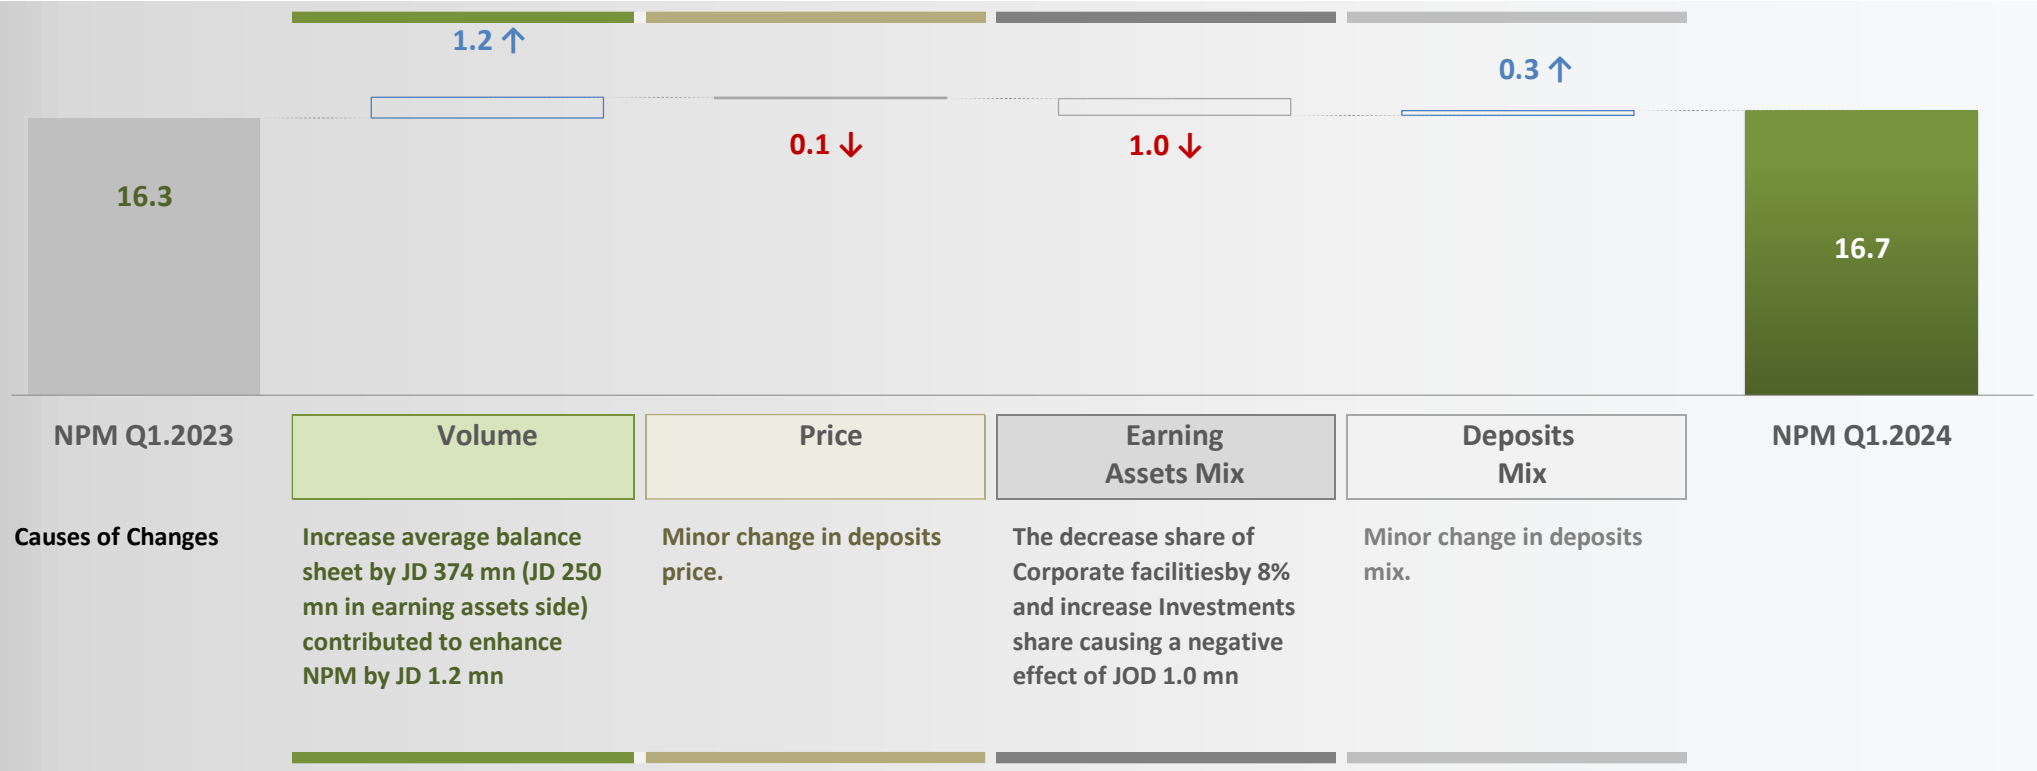 1.2 ↑
0.3 ↑
0.1 ↓
1.0 ↓
16.3
16.7
NPM Q1.2023
Volume
Price
Earning
Assets Mix
Deposits
Mix
NPM Q1.2024
Causes of Changes
Increase average balance
sheet by JD 374 mn (JD 250
mn in earning assets side)
contributed to enhance
NPM by JD 1.2 mn
Minor change in deposits
price.
The decrease share of
Corporate facilitiesby 8%
and increase Investments
share causing a negative
effect of JOD 1.0 mn
Minor change in deposits
mix.